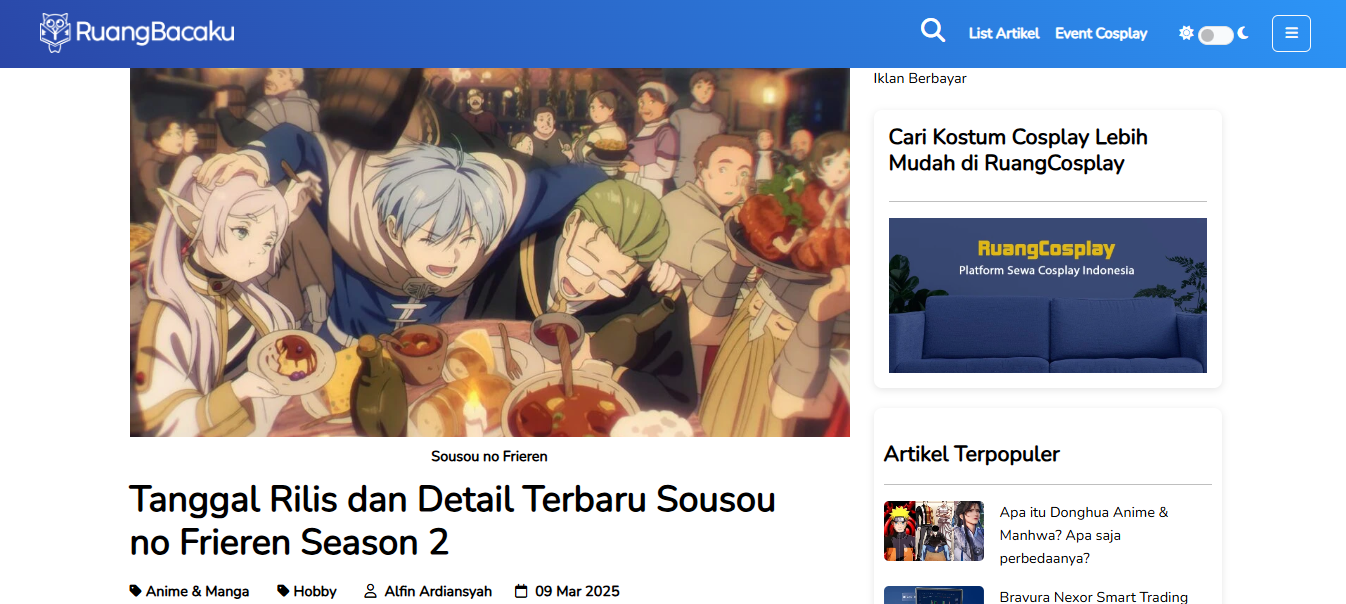 RuangBacaku
List Artikel
Event Cosplay
Iklan Berbayar
Cari Kostum Cosplay Lebih
Mudah di RuangCosplay
RuangCosplay
Platform Sewa Cosplay Indonesia
Sousou no Frieren
Tanggal Rilis dan Detail Terbaru Sousou
no Frieren Season 2
Anime & Manga
Hobby
Alfin Ardiansyah
09 Mar 2025
Artikel Terpopuler
Apa itu Donghua Anime &
Manhwa? Apa saja
perbedaanya?
Bravura Nexor Smart Trading